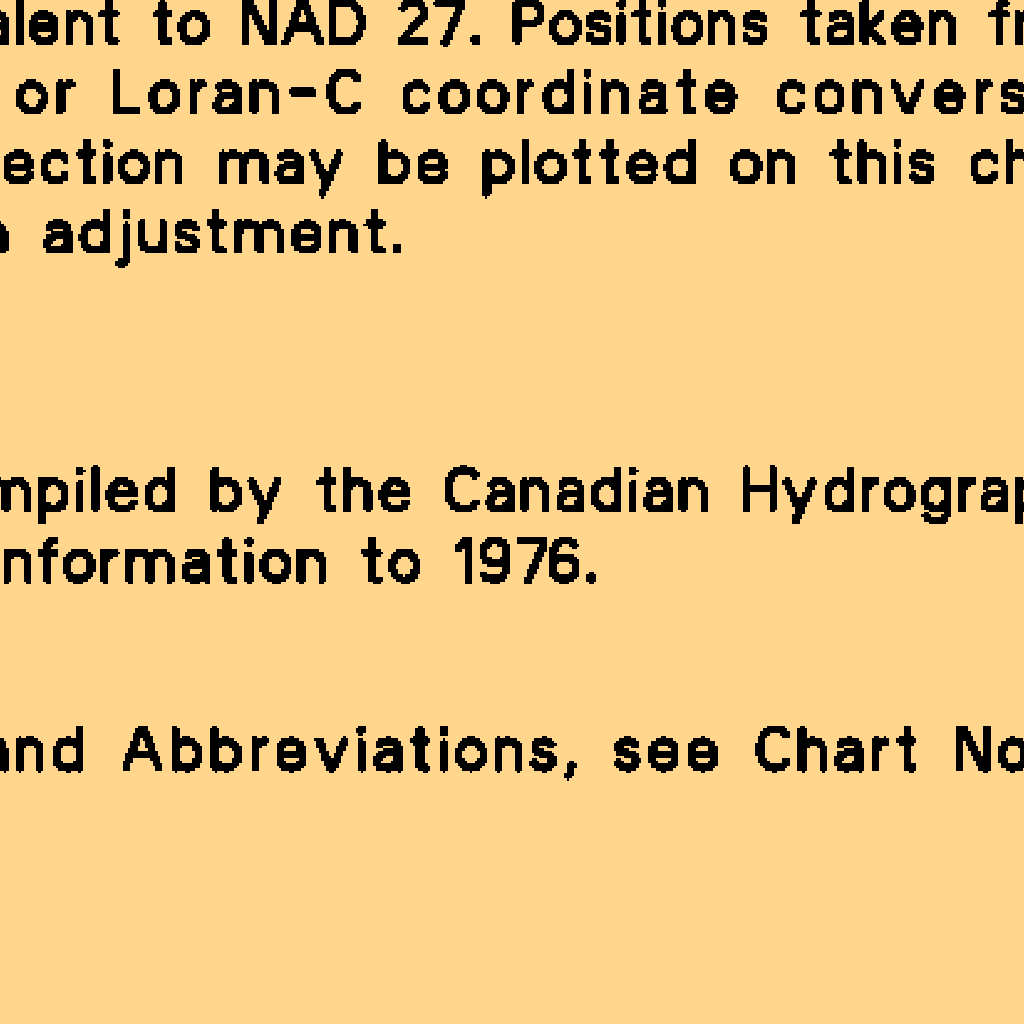 alent to NAD 27. Positions taken fr
or Loran-C coordinate convers
ection may be plotted on this ch
adjustment.
mpiled by the Canadian Hydrograp
nformation to 1976.
and Abbreviations, see Chart No